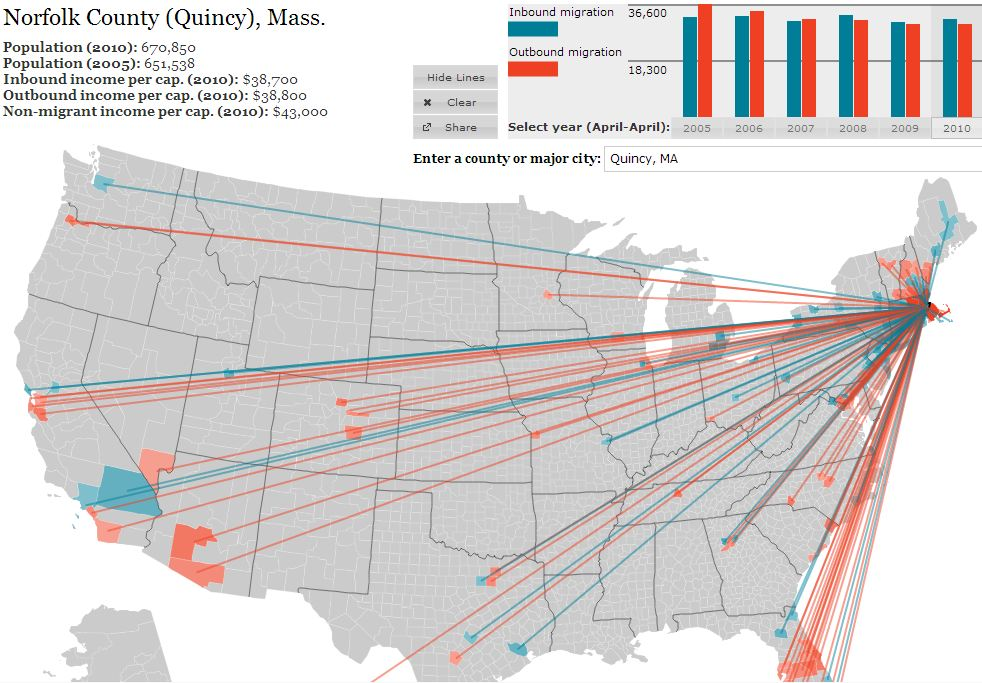 Norfolk County (Quincy), Mass.
Population (2010): 670,850
Population (2005): 651,538
Inbound income per cap. (2010): $38,700
Outbound income per cap. (2010): $38,800
Non-migrant income per cap. (2010): $43,000
Hide Lines
✖ Clear
Share
Inbound migration
Outbound migration
36,600
18,300
Select year (April-April):
2005 2006 2007 2008 2009 2010
Enter a county or major city: Quincy, MA